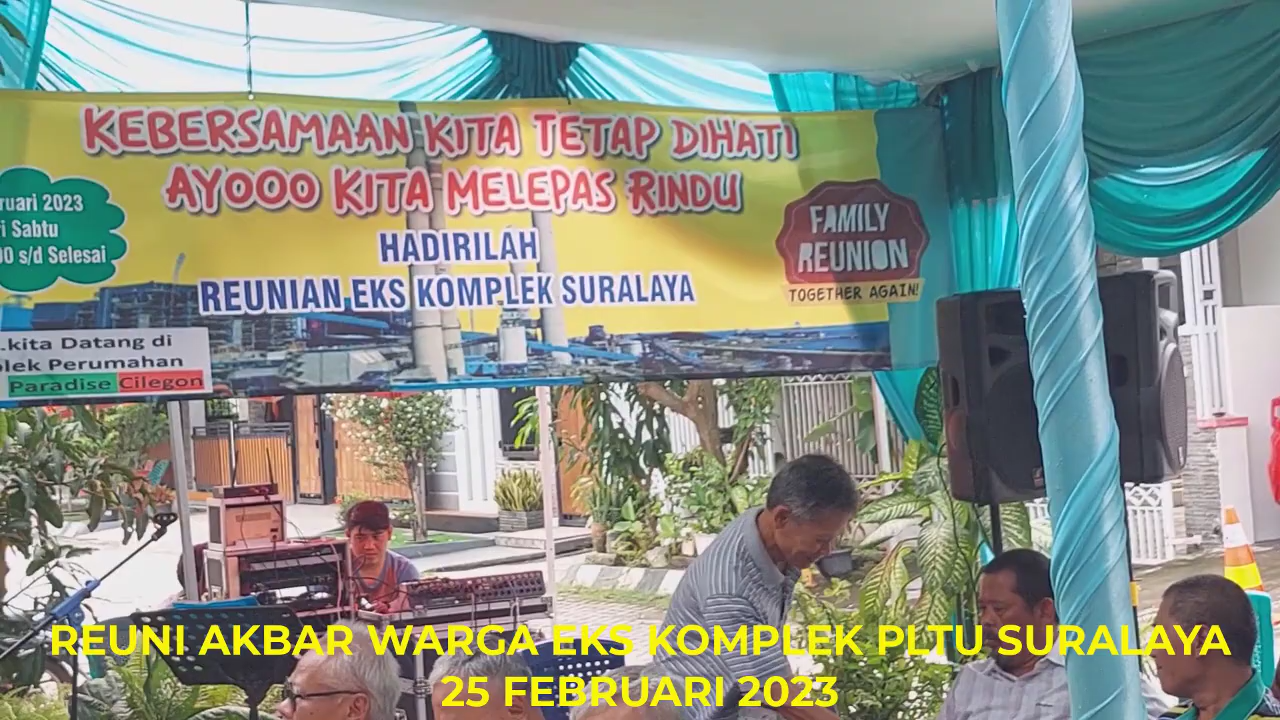 KEBERSAMAAN KITA TETAP DIHATI
AYOOO KITA MELEPAS RINDU
ruari 2023
i Sabtu
00 s/d Selesai
HADIRILAH
REUNIAN EKS KOMPLEK SURALAYA
FAMILY
REUNION
TOGETHER AGAIN!
.kita Datang di
plek Perumahan
Paradise Cilegon
REUNI AKBAR WARGA EKS KOMPLEK PLTU SURALAYA
25 FEBRUARI 2023